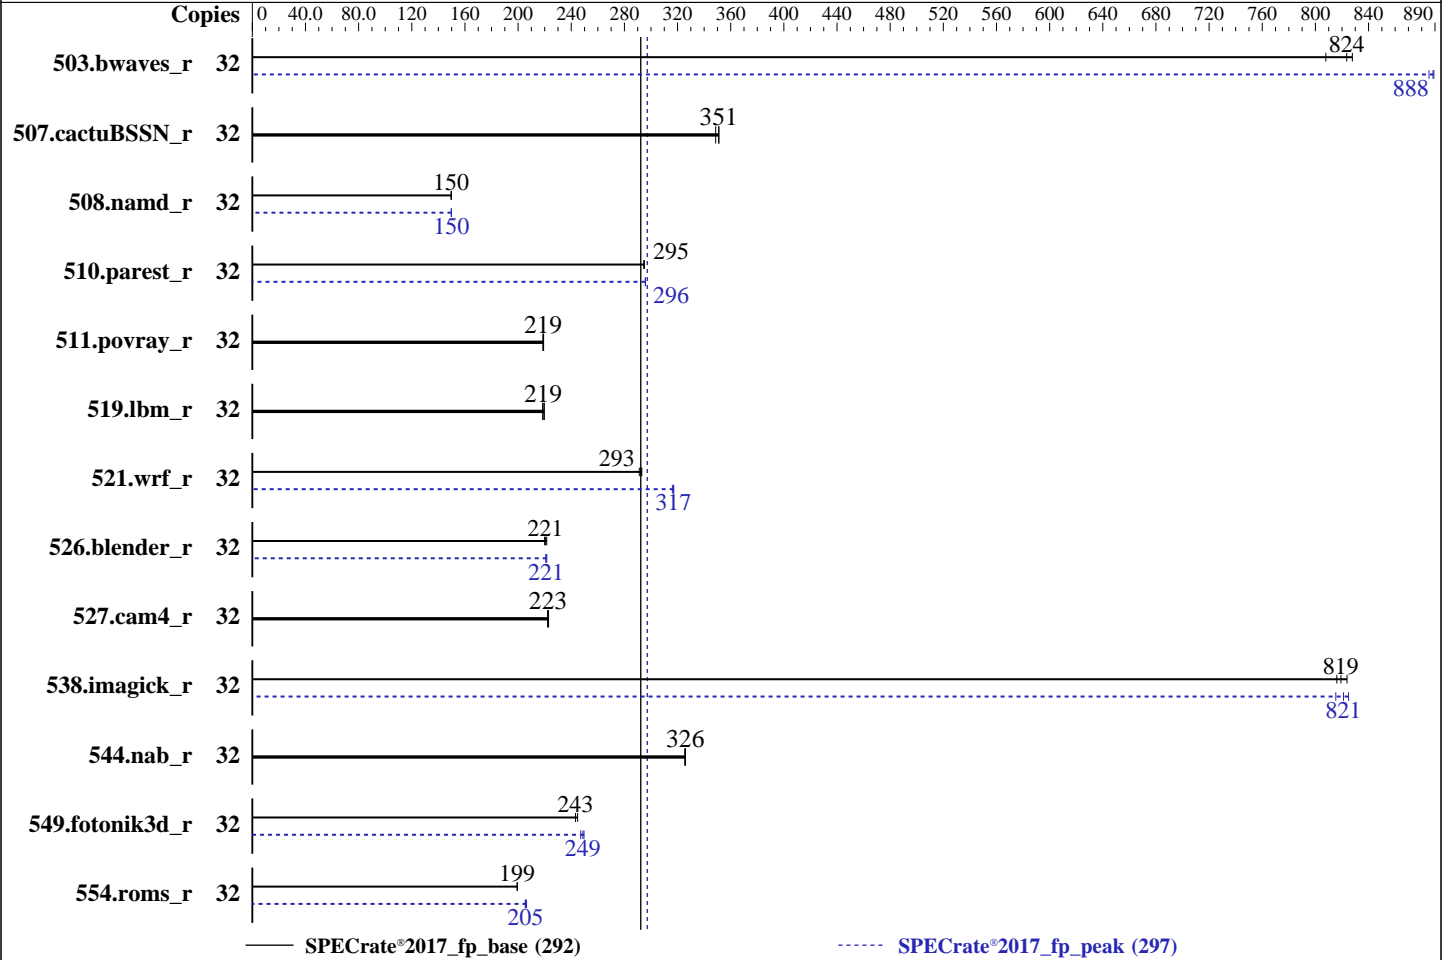 Copies 0 40.0 80.0 120 160 200 240 280 320 360 400 440 480 520 560 600 640 680 720 760 800 840 890
503.bwaves_r 32 824
888
507.cactuBSSN_r 32 351
508.namd_r 32 150
150
510.parest_r 32 295
296
511.povray_r 32 219
519.lbm_r 32 219
521.wrf_r 32 293
317
526.blender_r 32 221
221
527.cam4_r 32 223
538.imagick_r 32 819
821
544.nab_r 32 326
549.fotonik3d_r 32 243
249
554.roms_r 32 199
205
SPECrate®2017_fp_base (292) SPECrate®2017_fp_peak (297)